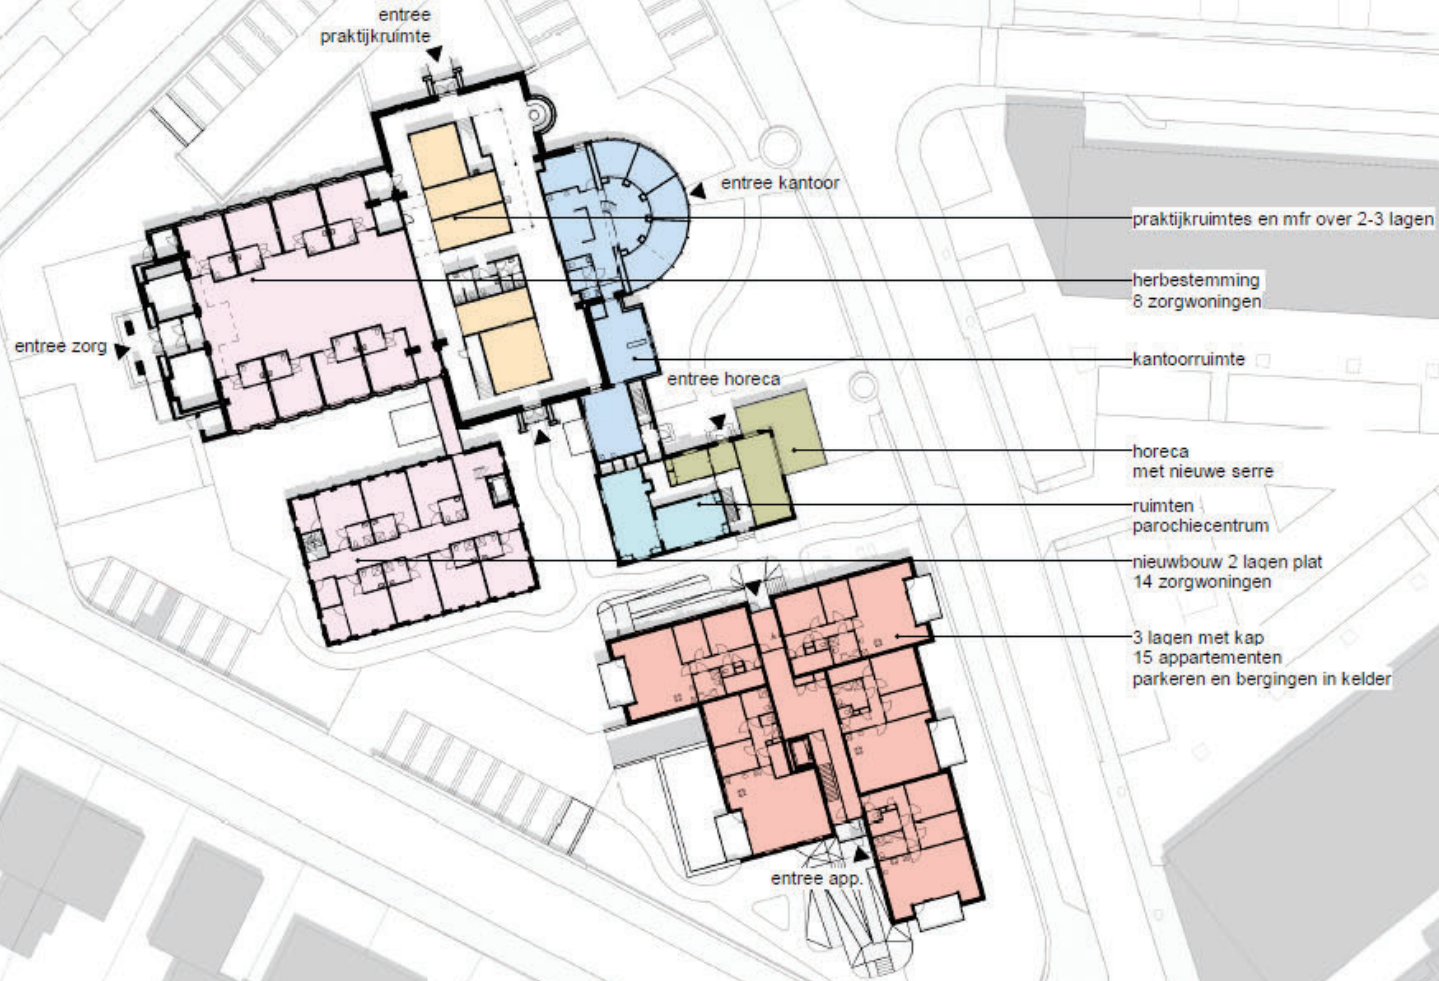 entree
praktijkruimte
entree kantoor
praktijkruimtes en mfr over 2-3 lagen
herbestemming
8 zorgwoningen
entree zorg
kantoorruimte
entree horeca
horeca
met nieuwe serre
ruimten
parochiecentrum
nieuwbouw 2 lagen plat
14 zorgwoningen
3 lagen met kap
15 appartementen
parkeren en bergingen in kelder
entree app.